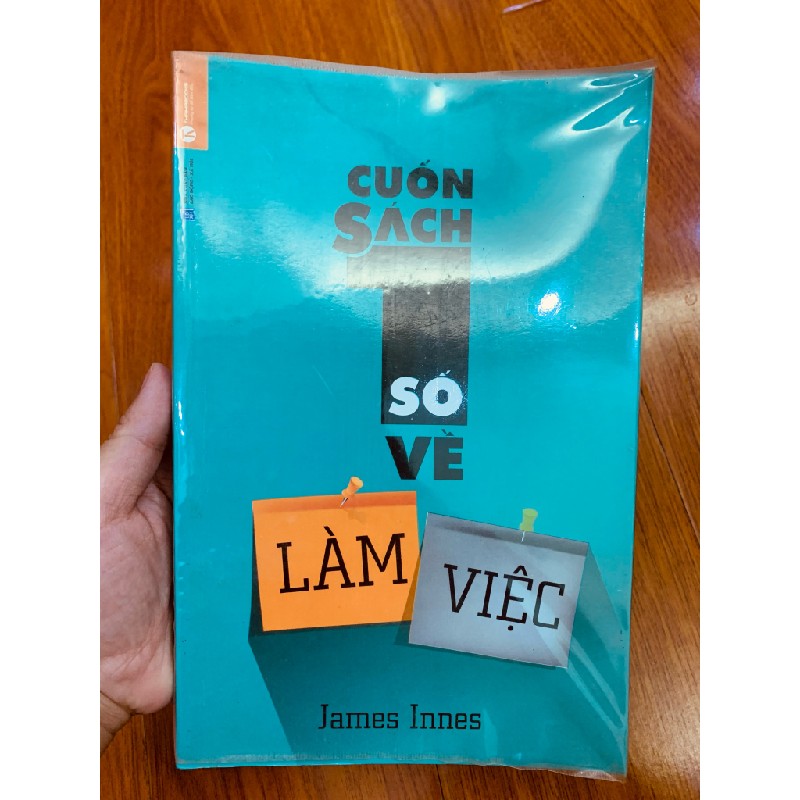 CUỐN
SÁCH
1
SỐ
VỀ
LÀM
VIỆC
James Innes